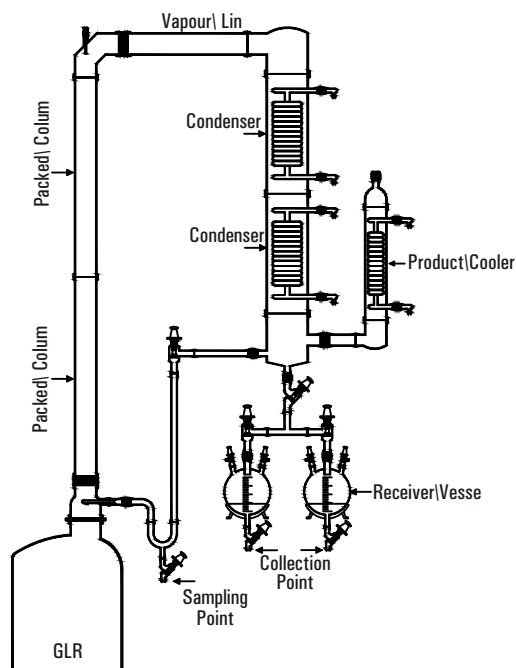 Vapour\ Lin
Condenser
Packed\ Colum
Condenser
Product\Cooler
Packed\ Colum
Receiver\Vesse
Collection
Point
Sampling
Point
GLR